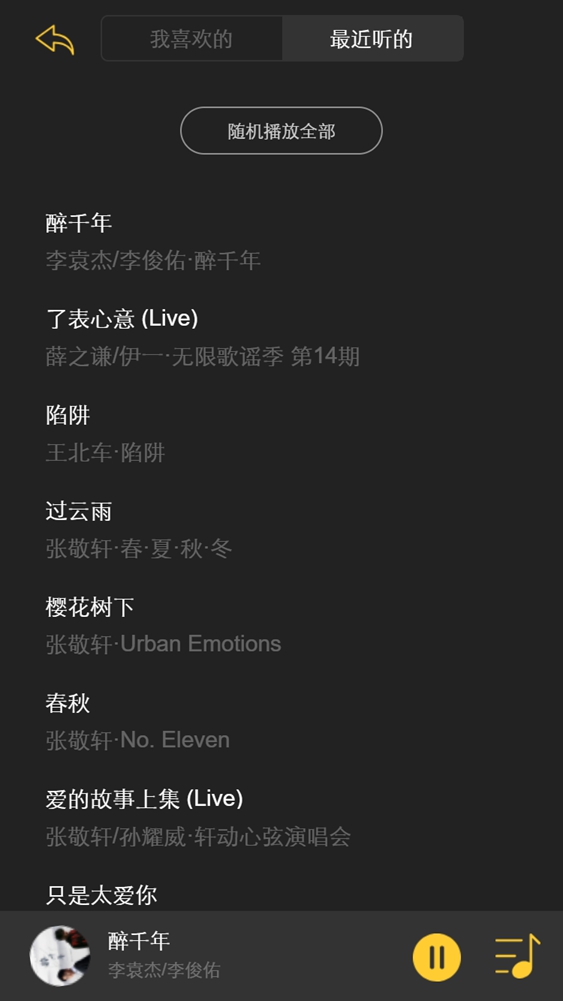 我喜欢的
最近听的
随机播放全部
醉千年
李袁杰/李俊佑·醉千年
了表心意 (Live)
薛之谦/伊一·无限歌谣季 第14期
陷阱
王北车·陷阱
过云雨
张敬轩·春·夏·秋·冬
樱花树下
张敬轩·Urban Emotions
春秋
张敬轩·No. Eleven
爱的故事上集 (Live)
张敬轩/孙耀威·轩动心弦演唱会
只是太爱你
醉千年
李袁杰/李俊佑